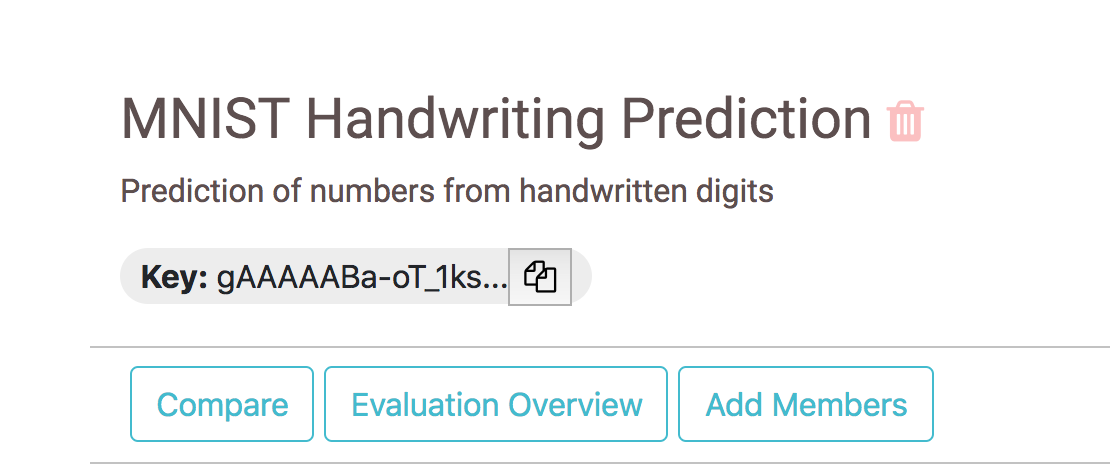 MNIST Handwriting Prediction
Prediction of numbers from handwritten digits
Key: gAAAAABa-oT_1ks...
Compare Evaluation Overview Add Members